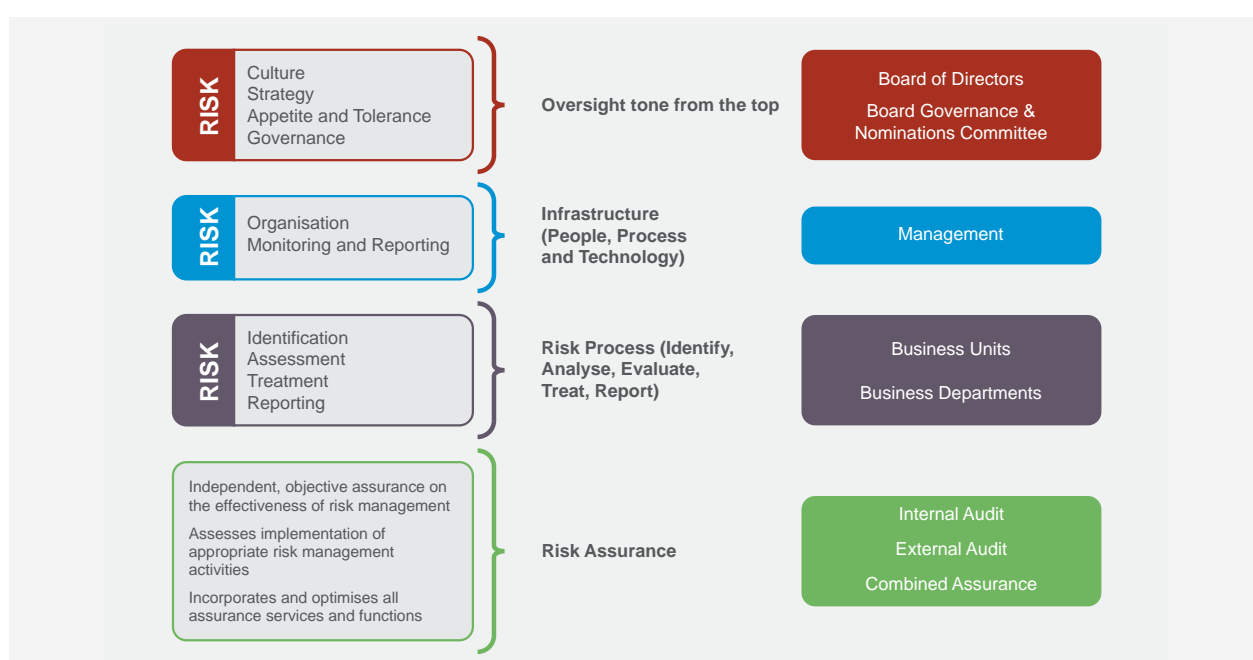 RISK
Culture
Strategy
Appetite and Tolerance
Governance
Oversight tone from the top
Board of Directors
Board Governance &
Nominations Committee
RISK
Organisation
Monitoring and Reporting
Infrastructure
(People, Process
and Technology)
Management
RISK
Identification
Assessment
Treatment
Reporting
Risk Process (Identify,
Analyse, Evaluate,
Treat, Report)
Business Units
Business Departments
Independent, objective assurance on
the effectiveness of risk management
Assesses implementation of
appropriate risk management
activities
Incorporates and optimises all
assurance services and functions
Risk Assurance
Internal Audit
External Audit
Combined Assurance